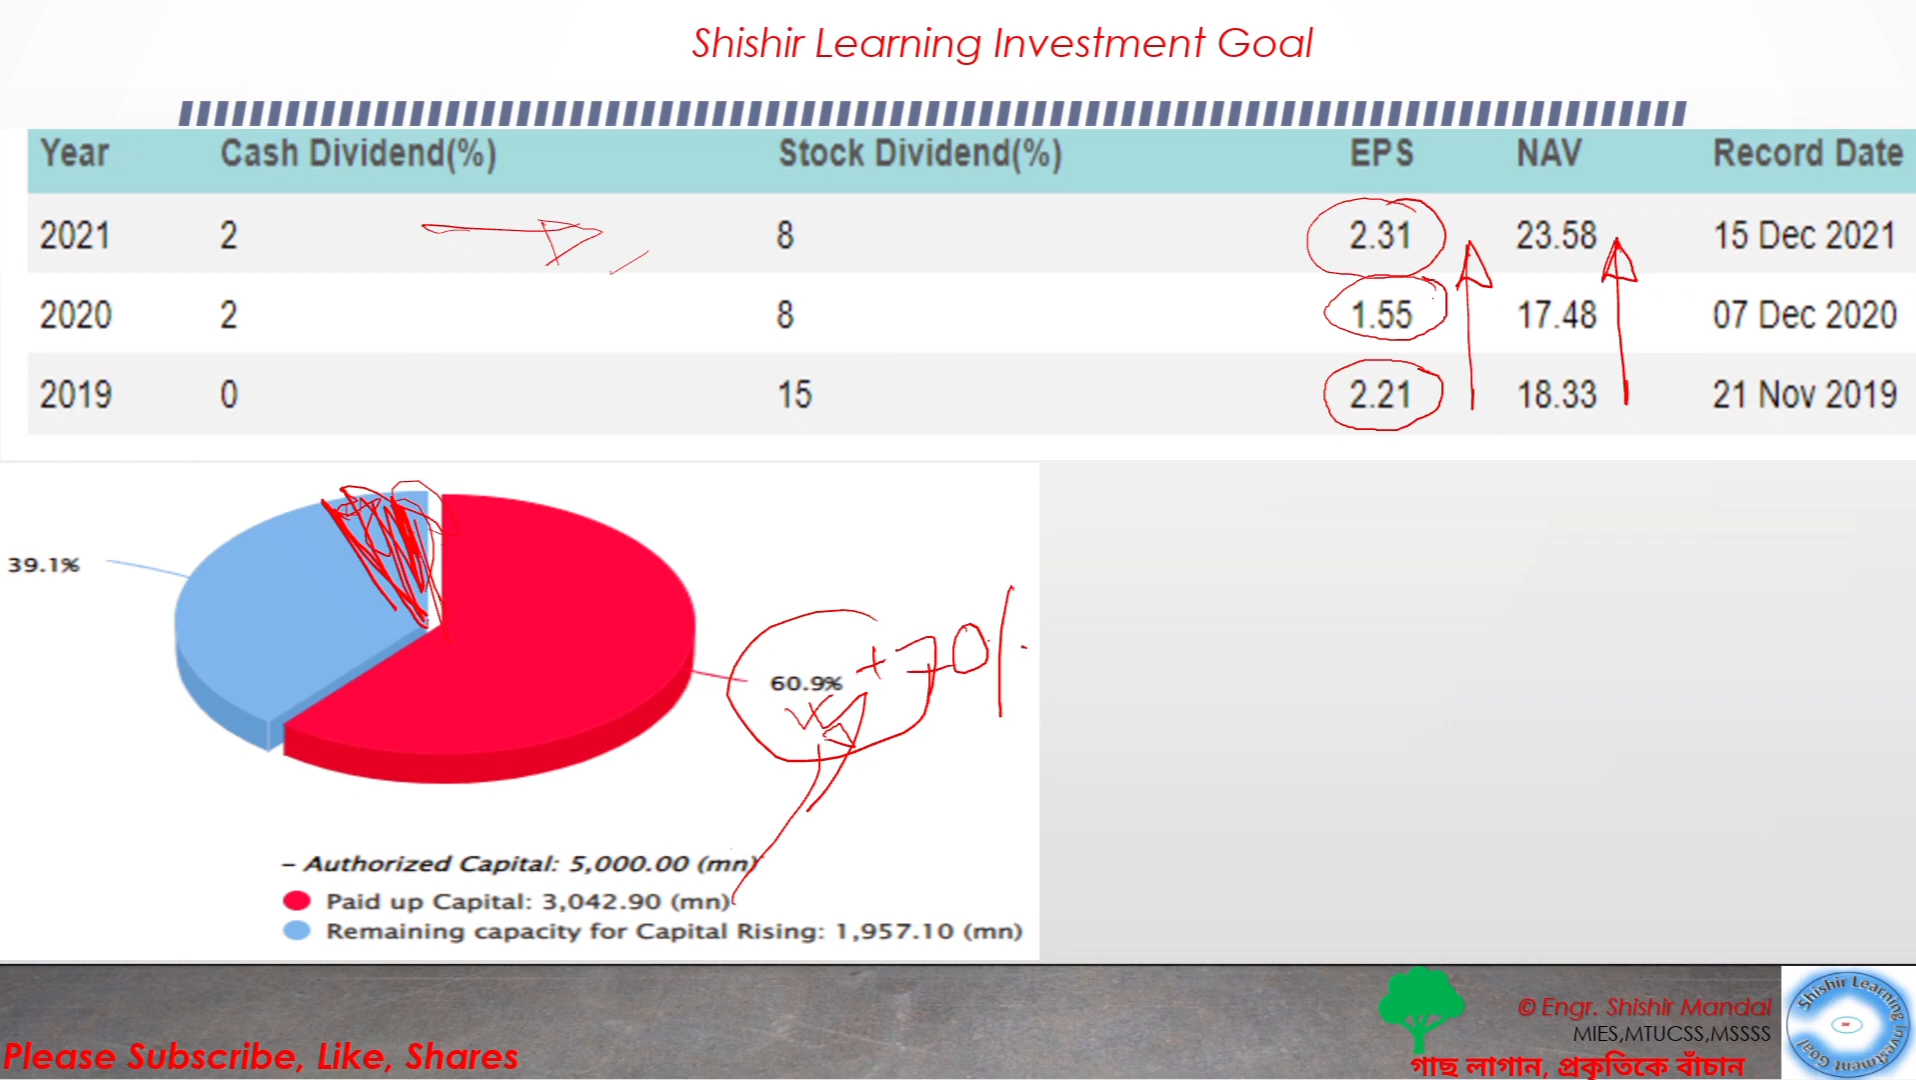 Shishir Learning Investment Goal
Year Cash Dividend(%) Stock Dividend(%) EPS NAV Record Date
2021 2 8 2.31 23.58 15 Dec 2021
2020 2 8 1.55 17.48 07 Dec 2020
2019 0 15 2.21 18.33 21 Nov 2019
39.1%
60.9%
+70%
– Authorized Capital: 5,000.00 (mn)
Paid up Capital: 3,042.90 (mn)
Remaining capacity for Capital Rising: 1,957.10 (mn)
© Engr. Shishir Mandal
MIES,MTUCSS,MSSSS
গাছ লাগান, প্রকৃতিকে বাঁচান
Please Subscribe, Like, Shares
Shishir Learning Investment Goal